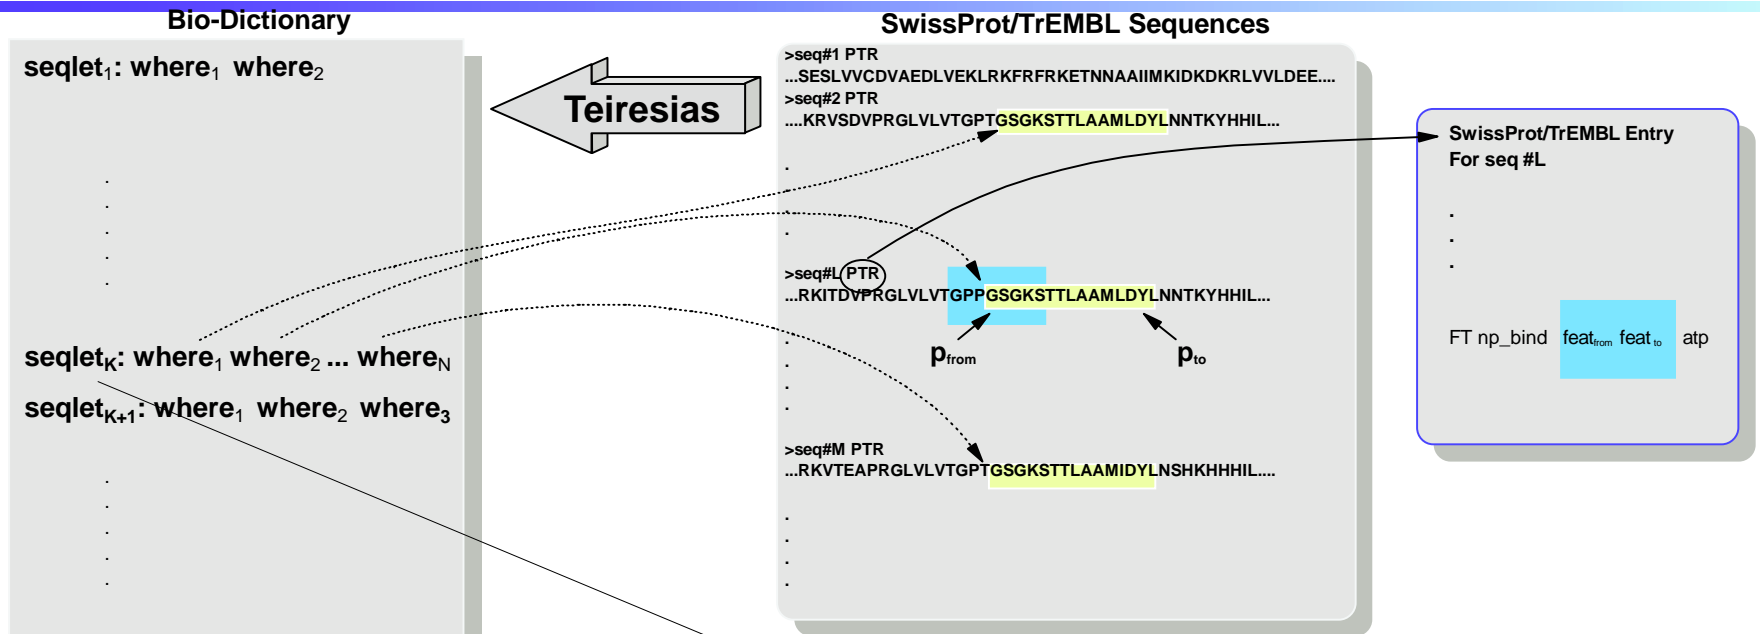 Bio-Dictionary
seqlet1: where1 where2
.
.
.
.
.
seqletK: where1 where2 ... whereN
seqletK+1: where1 where2 where3
.
.
.
.
.
Teiresias
SwissProt/TrEMBL Sequences
>seq#1 PTR
...SESLVVCDVAEDLVEKLRKFRFRKETNNAAIIMKIDKDKRLVVLDEE....
>seq#2 PTR
....KRVSDVPRGLVLVTGPTGSGKSTTLAAMLDYLNNTKYHHIL...
.
.
.
.
>seq#L PTR
...RKITDVPRGLVLVTGPPGSGKSTTLAAMLDYLNNTKYHHIL...
pfrom pto
.
.
.
.
>seq#M PTR
...RKVTEAPRGLVLVTGPTGSGKSTTLAAMIDYLNSHKHHHIL....
.
.
.
.
SwissProt/TrEMBL Entry
For seq #L
.
.
.
FT np_bind featfrom feat to atp